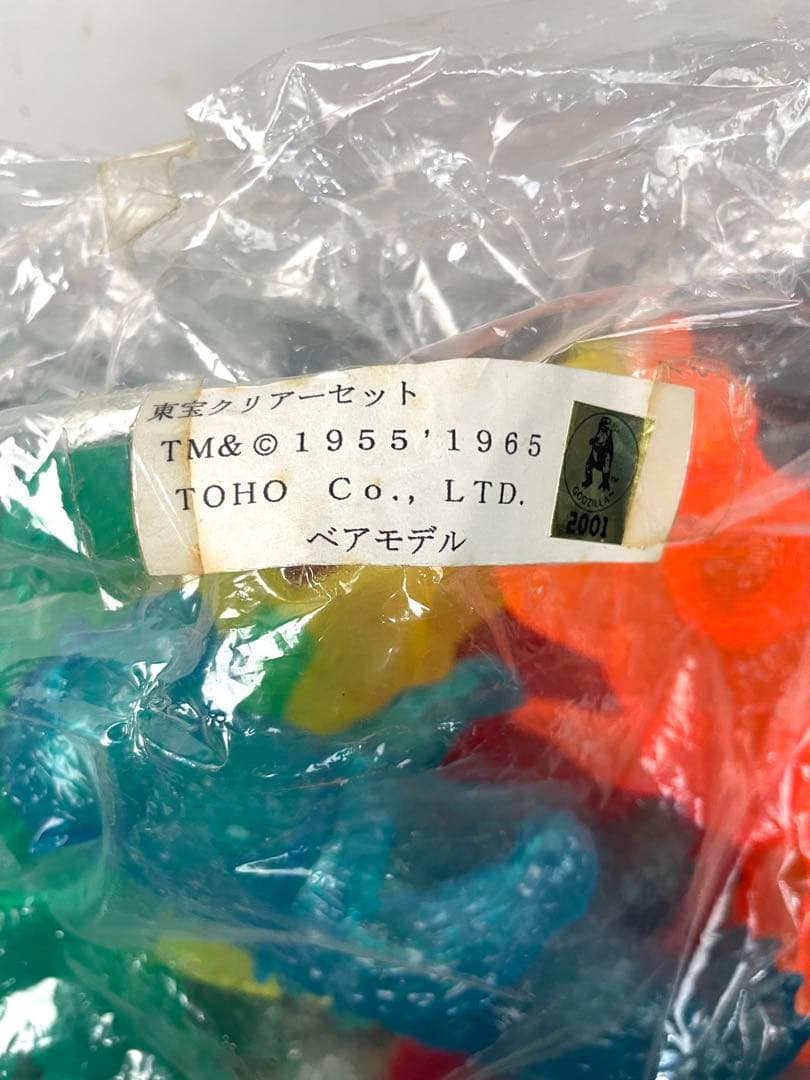 東宝クリアーセット
TM&©1955'1965
TOHO Co., LTD.
ベアモデル
GODZILLA™
2001